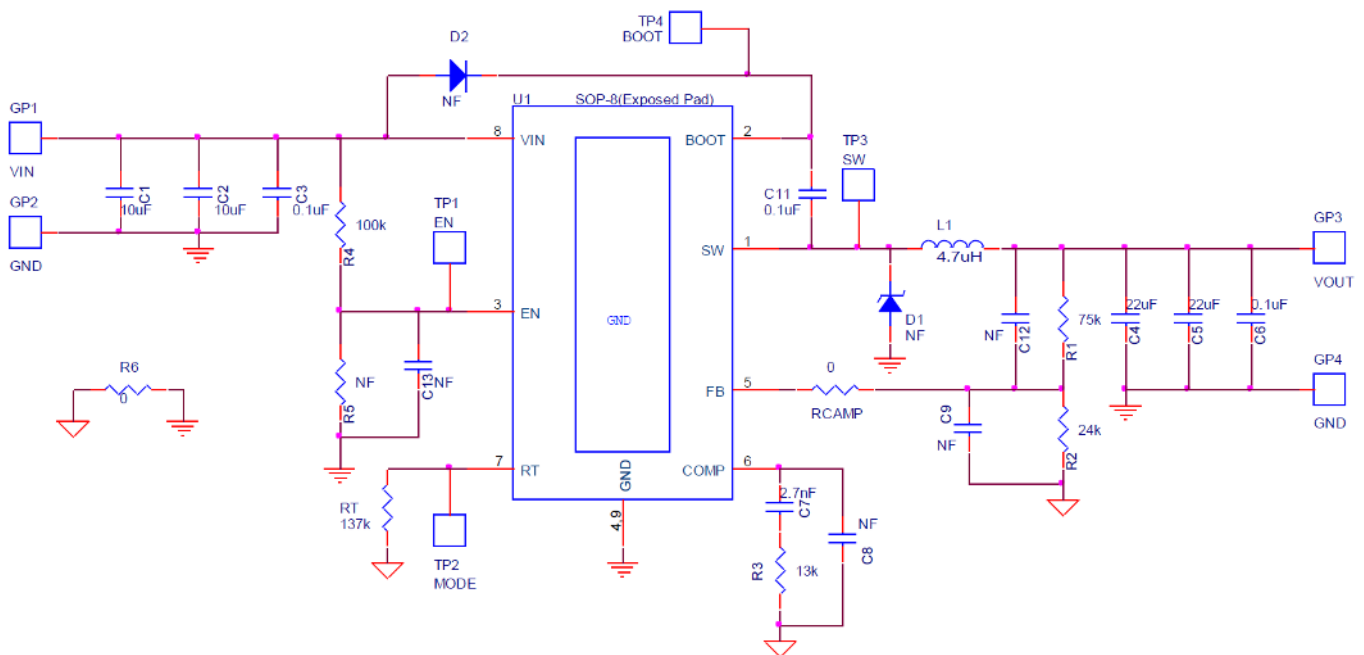 TP4
BOOT
D2
NF
U1
SOP-8(Exposed Pad)
GP1
VIN
8
VIN
BOOT
2
TP3
SW
C1
10uF
C2
10uF
C3
0.1uF
C11
0.1uF
GP2
GND
100k
R4
TP1
EN
SW
1
L1
4.7uH
GP3
VOUT
3
EN
GND
D1
NF
NF
C12
75k
R1
22uF
C4
22uF
C5
0.1uF
C6
R6
0
NF
R5
C13
NF
FB
5
0
RCAMP
C9
NF
24k
R2
GP4
GND
7
RT
COMP
6
RT
137k
TP2
MODE
GND
4,9
2.7nF
C7
R3
13k
NF
C8